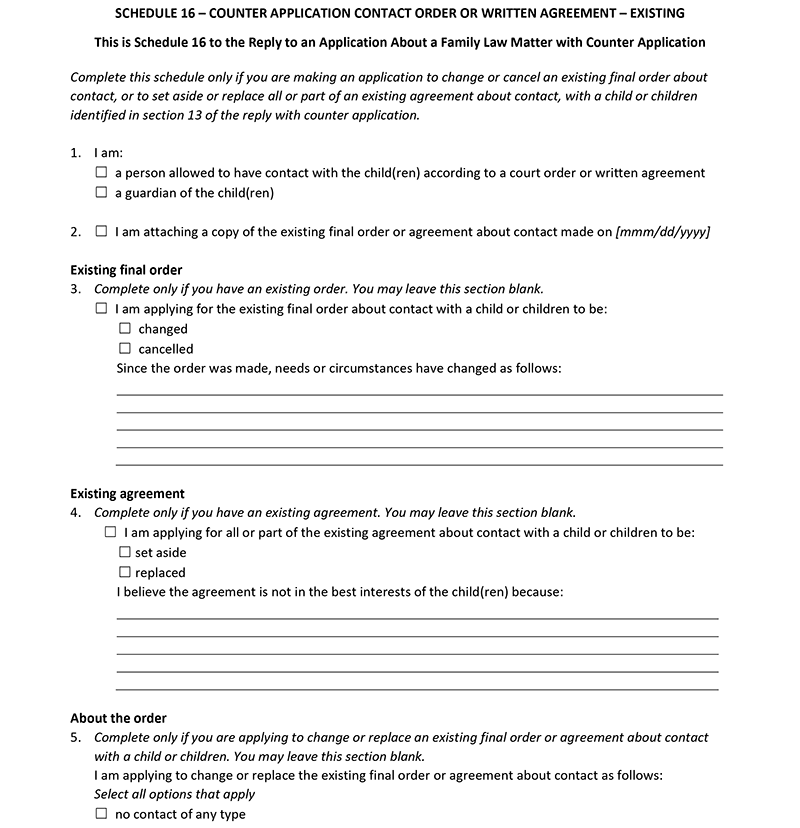 SCHEDULE 16 – COUNTER APPLICATION CONTACT ORDER OR WRITTEN AGREEMENT – EXISTING
This is Schedule 16 to the Reply to an Application About a Family Law Matter with Counter Application
Complete this schedule only if you are making an application to change or cancel an existing final order about
contact, or to set aside or replace all or part of an existing agreement about contact, with a child or children
identified in section 13 of the reply with counter application.
1. I am:
☐ a person allowed to have contact with the child(ren) according to a court order or written agreement
☐ a guardian of the child(ren)
2. ☐ I am attaching a copy of the existing final order or agreement about contact made on [mmm/dd/yyyy]
Existing final order
3. Complete only if you have an existing order. You may leave this section blank.
☐ I am applying for the existing final order about contact with a child or children to be:
☐ changed
☐ cancelled
Since the order was made, needs or circumstances have changed as follows:
Existing agreement
4. Complete only if you have an existing agreement. You may leave this section blank.
☐ I am applying for all or part of the existing agreement about contact with a child or children to be:
☐ set aside
☐ replaced
I believe the agreement is not in the best interests of the child(ren) because:
About the order
5. Complete only if you are applying to change or replace an existing final order or agreement about contact
with a child or children. You may leave this section blank.
I am applying to change or replace the existing final order or agreement about contact as follows:
Select all options that apply
☐ no contact of any type